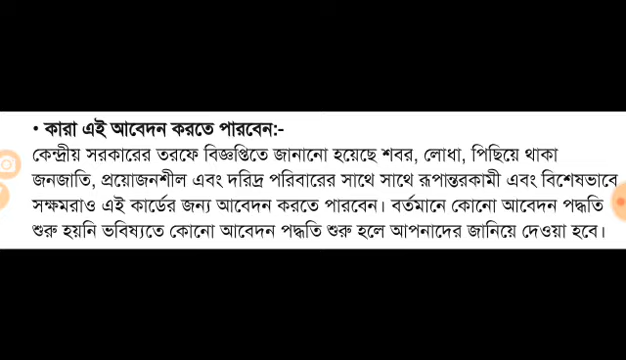 • কারা এই আবেদন করতে পারবেন:-
কেন্দ্রীয় সরকারের তরফে বিজ্ঞপ্তিতে জানানো হয়েছে শবর, লোধা, পিছিয়ে থাকা
জনজাতি, প্রয়োজনশীল এবং দরিদ্র পরিবারের সাথে সাথে রূপান্তরকামী এবং বিশেষভাবে
সক্ষমরাও এই কার্ডের জন্য আবেদন করতে পারবেন। বর্তমানে কোনো আবেদন পদ্ধতি
শুরু হয়নি ভবিষ্যতে কোনো আবেদন পদ্ধতি শুরু হলে আপনাদের জানিয়ে দেওয়া হবে।